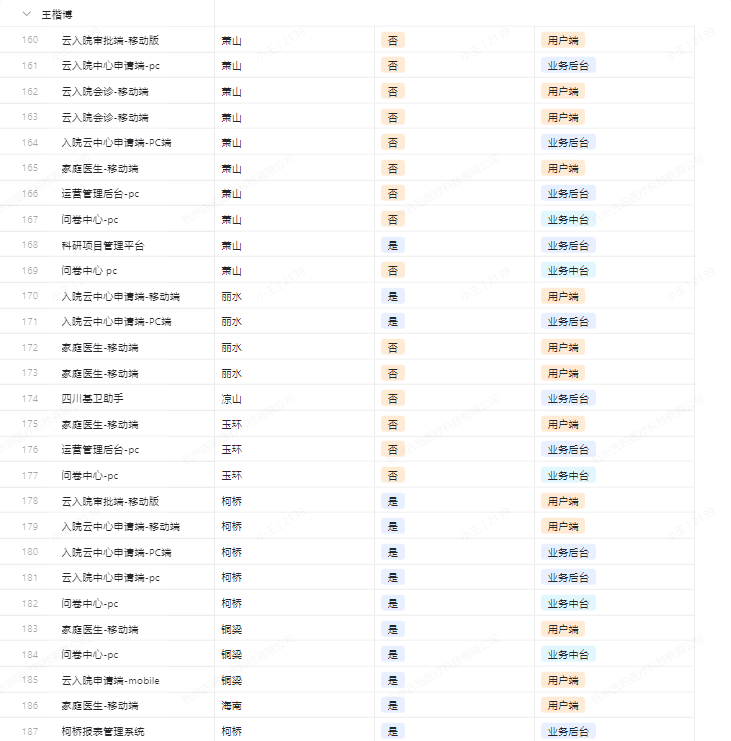 王楷博
160 云入院审批端-移动版 萧山 否 用户端
161 云入院中心申请端-pc 萧山 否 业务后台
162 云入院会诊-移动端 萧山 否 用户端
163 云入院会诊-移动端 萧山 否 用户端
164 入院云中心申请端-PC端 萧山 否 业务后台
165 家庭医生-移动端 萧山 否 用户端
166 运营管理后台-pc 萧山 否 业务后台
167 问卷中心-pc 萧山 否 业务中台
168 科研项目管理平台 萧山 是 业务后台
169 问卷中心 pc 萧山 否 业务中台
170 入院云中心申请端-移动端 丽水 是 用户端
171 入院云中心申请端-PC端 丽水 是 业务后台
172 家庭医生-移动端 丽水 否 用户端
173 家庭医生-移动端 丽水 否 用户端
174 四川基卫助手 凉山 否 业务后台
175 家庭医生-移动端 玉环 否 用户端
176 运营管理后台-pc 玉环 否 业务后台
177 问卷中心-pc 玉环 否 业务中台
178 云入院审批端-移动版 柯桥 是 用户端
179 入院云中心申请端-移动端 柯桥 是 用户端
180 入院云中心申请端-PC端 柯桥 是 业务后台
181 云入院中心申请端-pc 柯桥 是 业务后台
182 问卷中心-pc 柯桥 是 业务中台
183 家庭医生-移动端 铜梁 是 用户端
184 问卷中心-pc 铜梁 是 业务中台
185 云入院申请端-mobile 铜梁 是 用户端
186 家庭医生-移动端 海南 是 用户端
187 柯桥报表管理系统 柯桥 是 业务后台